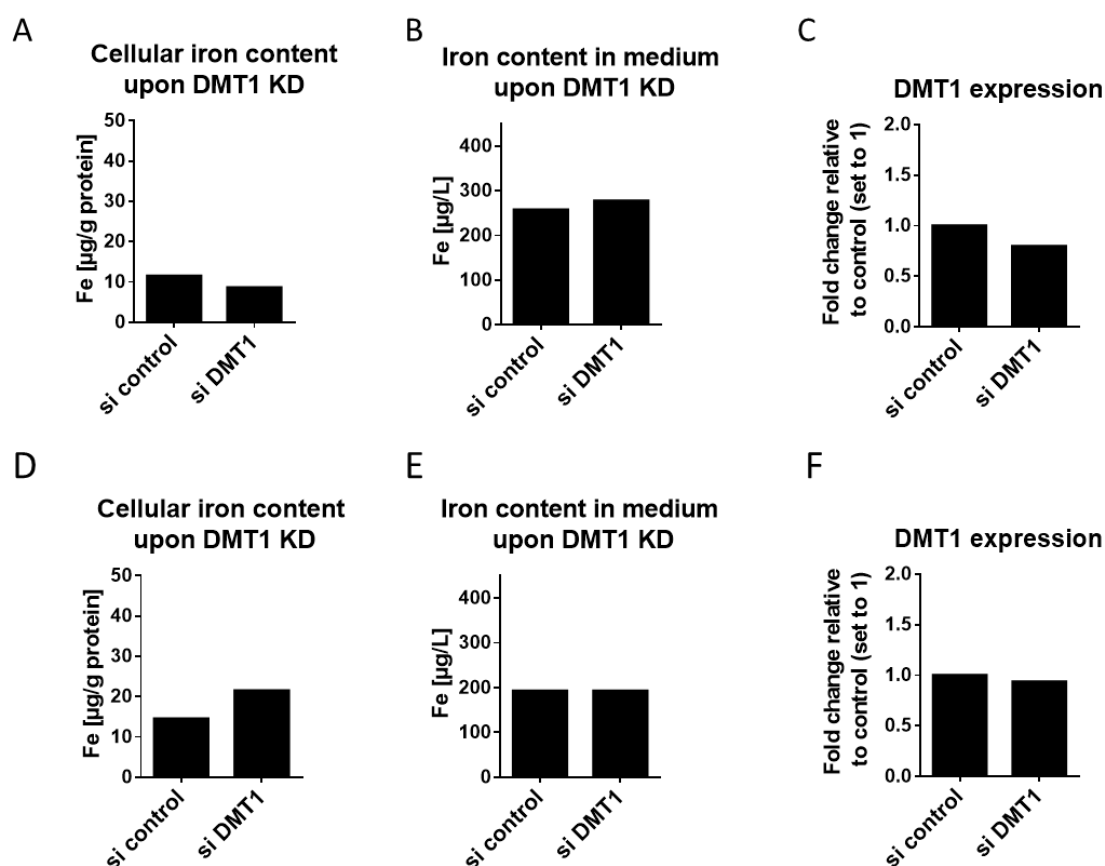 A
Cellular iron content
upon DMT1 KD
Fe [µg/g protein]
50
40
30
20
10
0
si control
si DMT1
B
Iron content in medium
upon DMT1 KD
Fe [µg/L]
400
300
200
100
0
si control
si DMT1
C
DMT1 expression
Fold change relative
to control (set to 1)
2.0
1.5
1.0
0.5
0.0
si control
si DMT1
D
Cellular iron content
upon DMT1 KD
Fe [µg/g protein]
50
40
30
20
10
0
si control
si DMT1
E
Iron content in medium
upon DMT1 KD
Fe [µg/L]
400
300
200
100
0
si control
si DMT1
F
DMT1 expression
Fold change relative
to control (set to 1)
2.0
1.5
1.0
0.5
0.0
si control
si DMT1